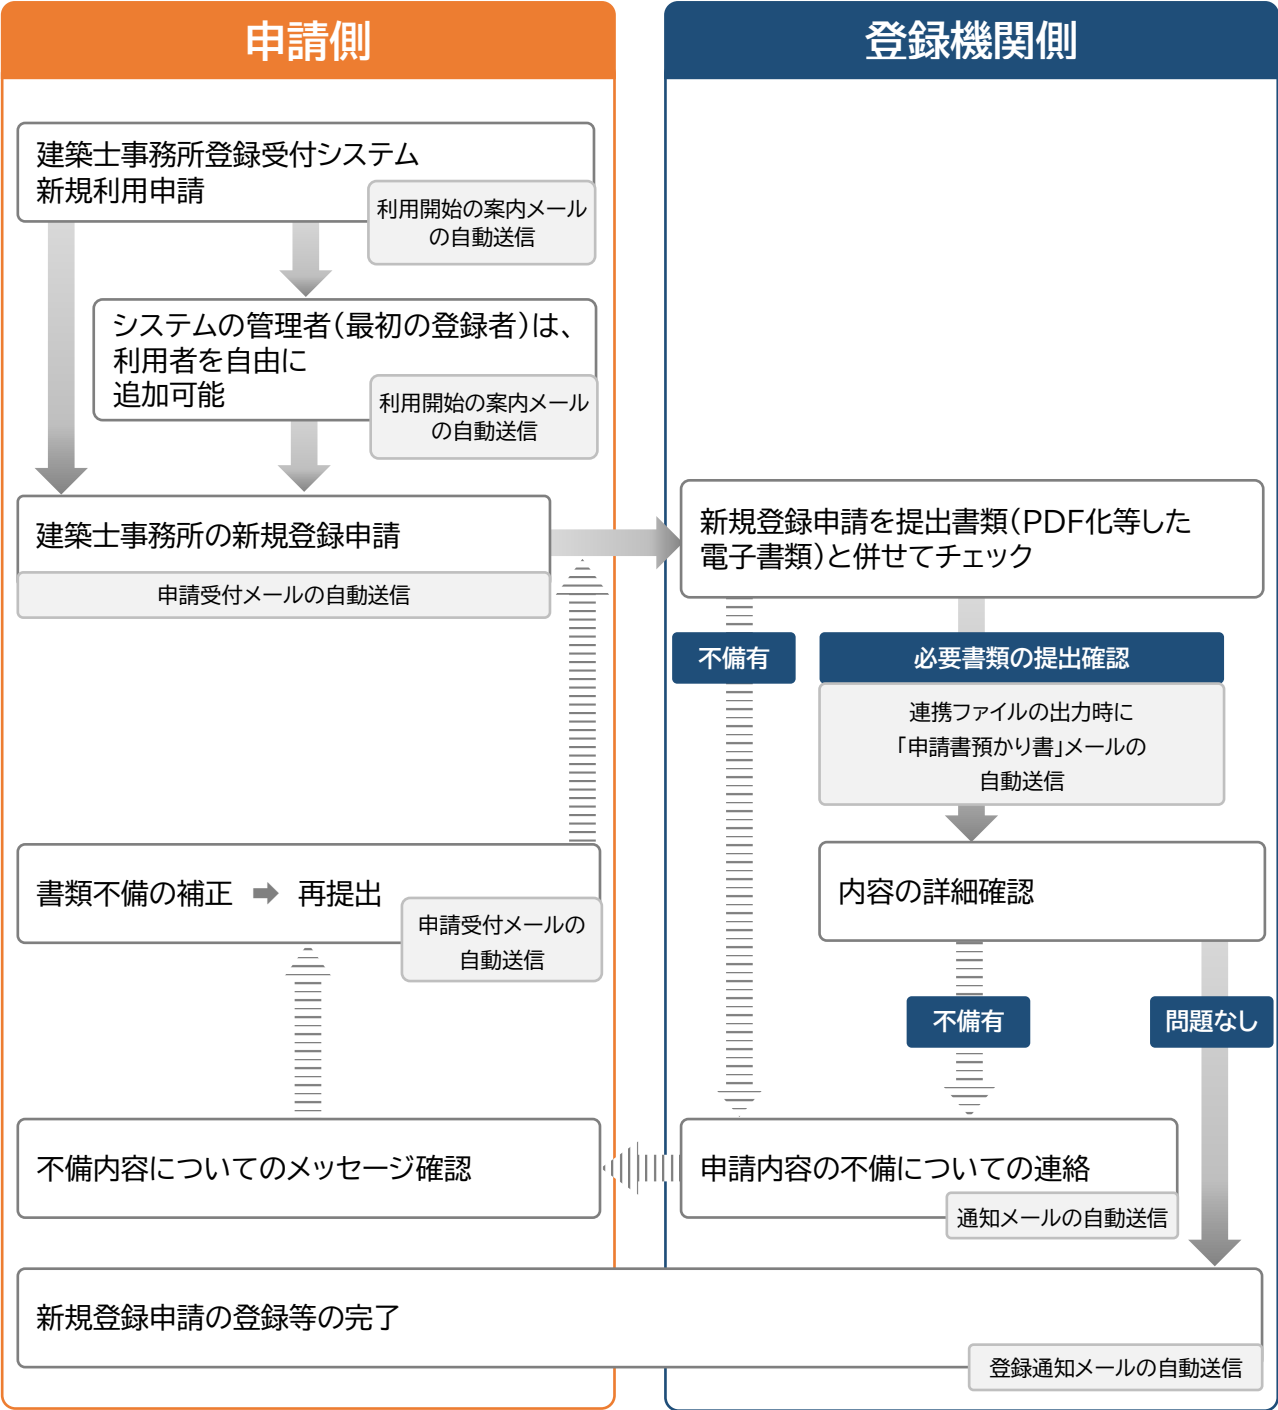 申請側
建築士事務所登録受付システム
新規利用申請
利用開始の案内メール
の自動送信
システムの管理者(最初の登録者)は、
利用者を自由に
追加可能
利用開始の案内メール
の自動送信
建築士事務所の新規登録申請
申請受付メールの自動送信
書類不備の補正 ➡ 再提出
申請受付メールの
自動送信
不備内容についてのメッセージ確認
登録機関側
新規登録申請を提出書類(PDF化等した
電子書類)と併せてチェック
不備有
必要書類の提出確認
連携ファイルの出力時に
「申請書預かり書」メールの
自動送信
内容の詳細確認
不備有
問題なし
申請内容の不備についての連絡
通知メールの自動送信
新規登録申請の登録等の完了
登録通知メールの自動送信